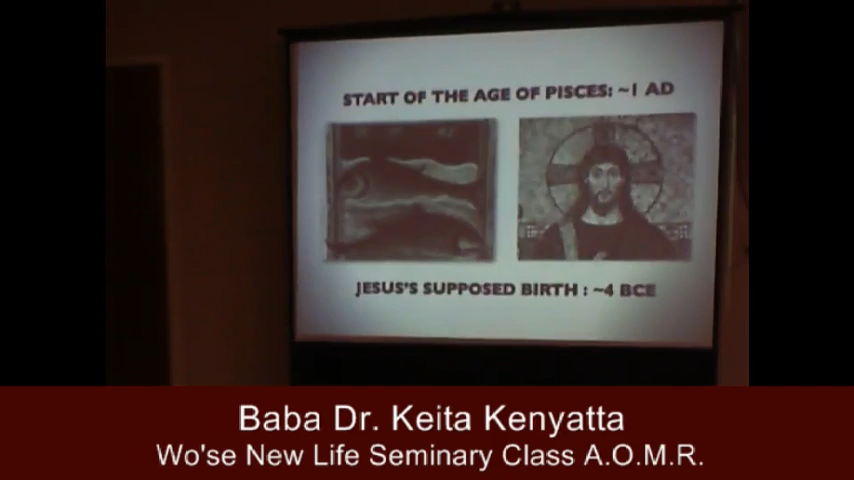 START OF THE AGE OF PISCES: ~1 AD
JESUS'S SUPPOSED BIRTH : ~4 BCE
Baba Dr. Keita Kenyatta
Wo'se New Life Seminary Class A.O.M.R.